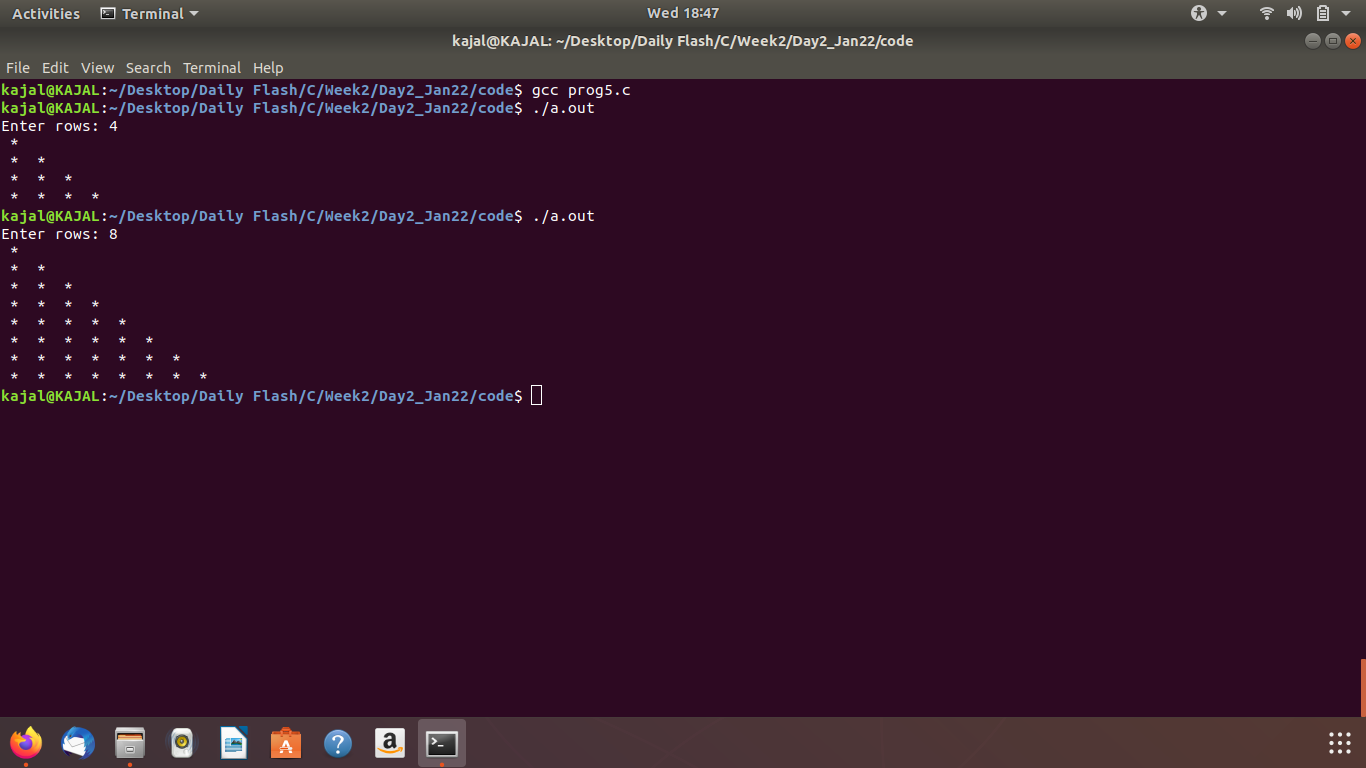 Activities Terminal Wed 18:47
kajal@KAJAL: ~/Desktop/Daily Flash/C/Week2/Day2_Jan22/code
File Edit View Search Terminal Help
kajal@KAJAL:~/Desktop/Daily Flash/C/Week2/Day2_Jan22/code$ gcc prog5.c
kajal@KAJAL:~/Desktop/Daily Flash/C/Week2/Day2_Jan22/code$ ./a.out
Enter rows: 4
 *
 *  *
 *  *  *
 *  *  *  *
kajal@KAJAL:~/Desktop/Daily Flash/C/Week2/Day2_Jan22/code$ ./a.out
Enter rows: 8
 *
 *  *
 *  *  *
 *  *  *  *
 *  *  *  *  *
 *  *  *  *  *  *
 *  *  *  *  *  *  *
 *  *  *  *  *  *  *  *
kajal@KAJAL:~/Desktop/Daily Flash/C/Week2/Day2_Jan22/code$